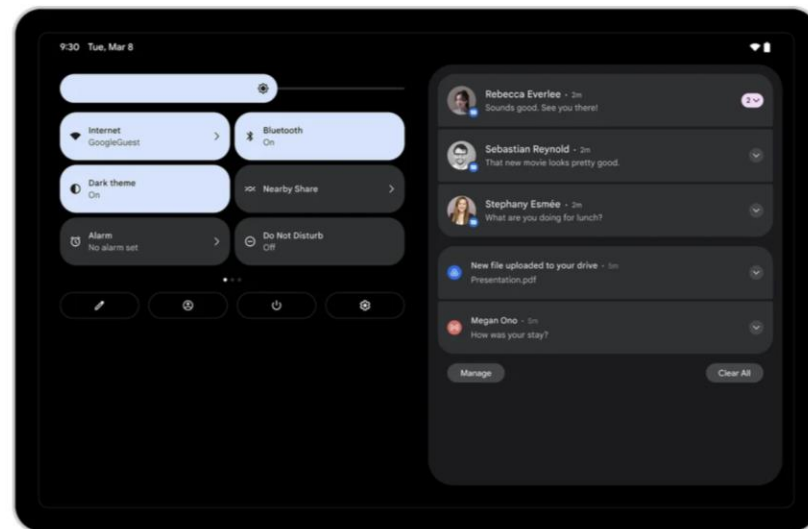 9:30 Tue, Mar 8
Internet
GoogleGuest
Bluetooth
On
Dark theme
On
Nearby Share
Alarm
No alarm set
Do Not Disturb
Off
Rebecca Everlee • 2m
Sounds good. See you there!
2
Sebastian Reynold • 2m
That new movie looks pretty good.
Stephany Esmée • 2m
What are you doing for lunch?
New file uploaded to your drive • 5m
Presentation.pdf
Megan Ono • 5m
How was your stay?
Manage
Clear All